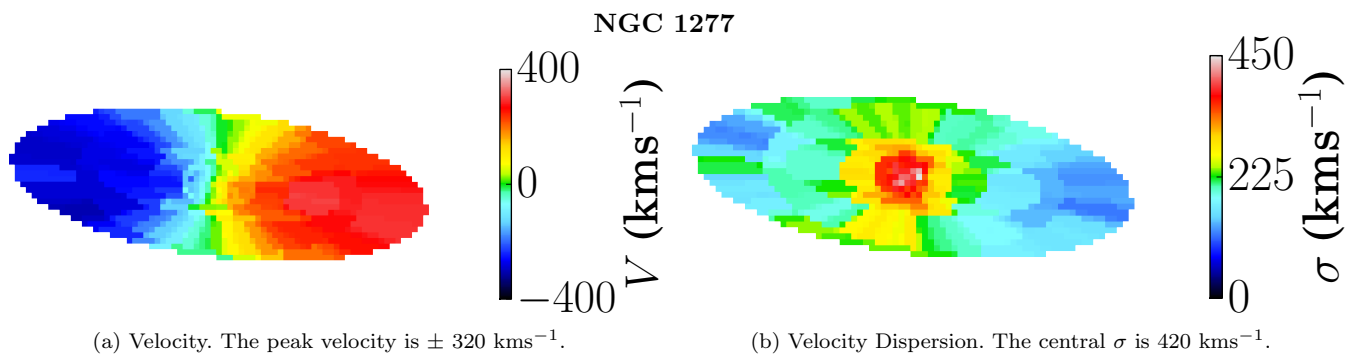 NGC 1277
400
0
−400
V (kms⁻¹)
450
225
0
σ (kms⁻¹)
(a) Velocity. The peak velocity is ± 320 kms⁻¹.
(b) Velocity Dispersion. The central σ is 420 kms⁻¹.